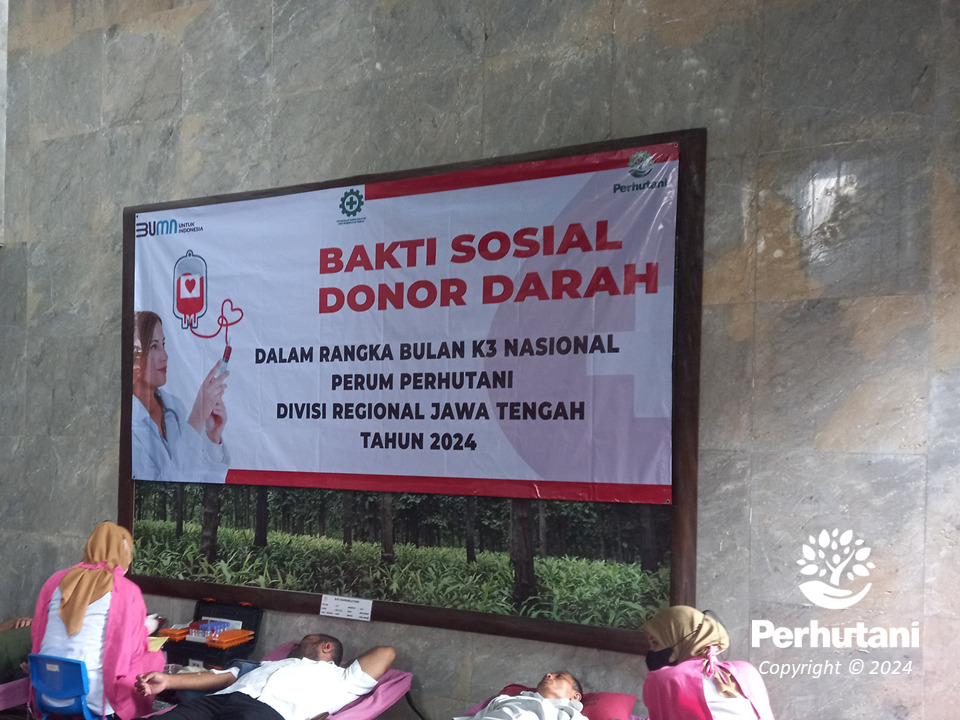 BUMN UNTUK INDONESIA
Perhutani
BAKTI SOSIAL
DONOR DARAH
DALAM RANGKA BULAN K3 NASIONAL
PERUM PERHUTANI
DIVISI REGIONAL JAWA TENGAH
TAHUN 2024
Perhutani
Copyright © 2024